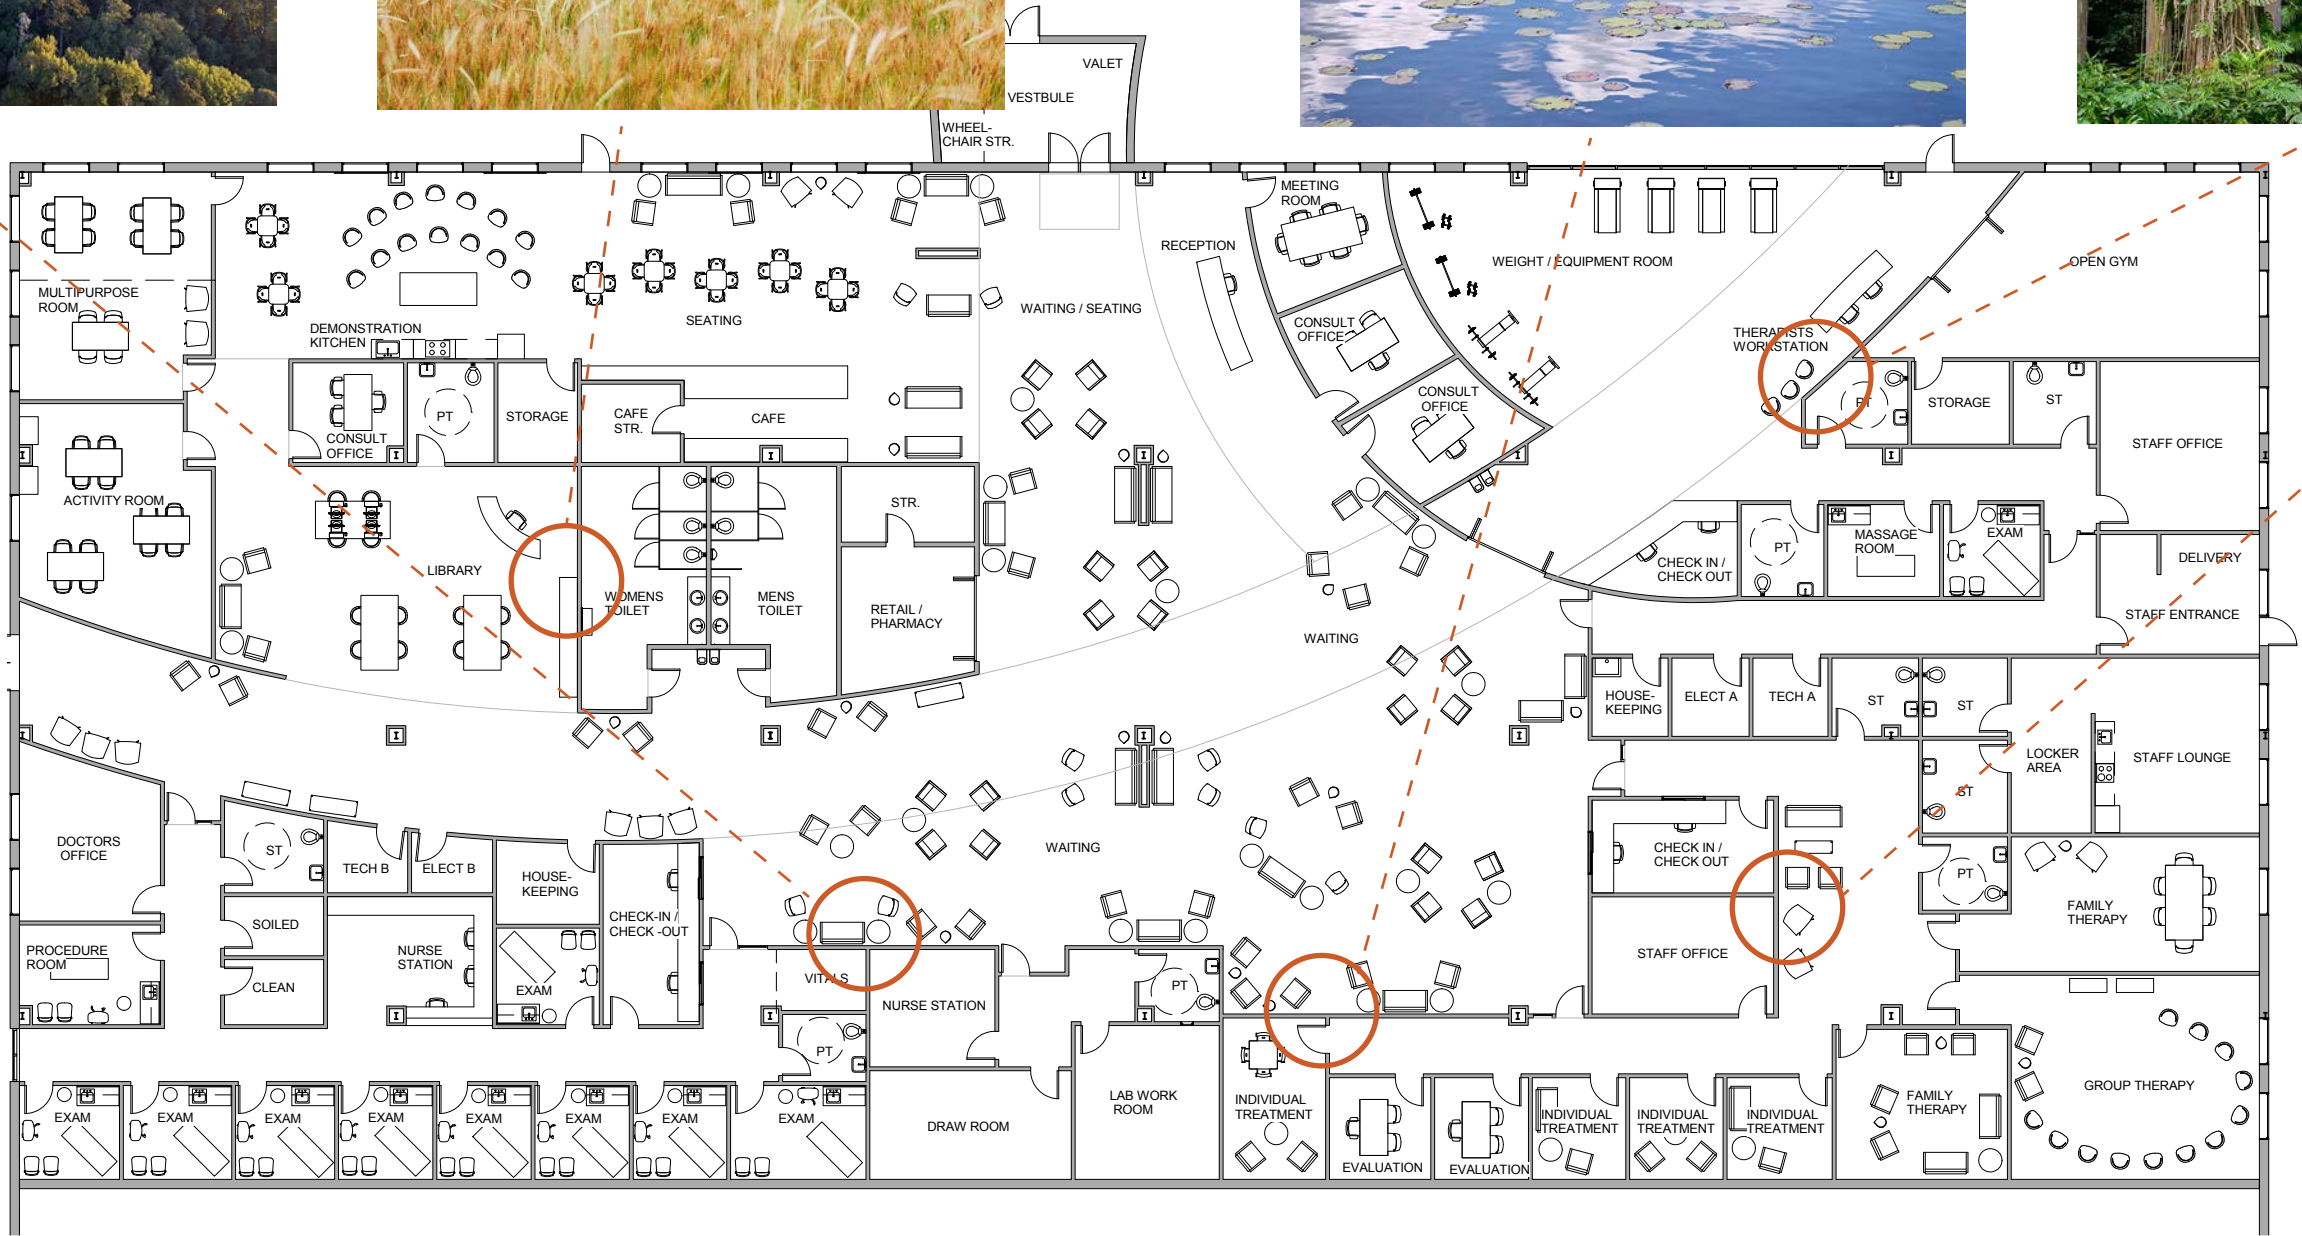 VALET
VESTBULE
WHEEL-
CHAIR STR.
MEETING
ROOM
RECEPTION
WEIGHT / EQUIPMENT ROOM
OPEN GYM
MULTIPURPOSE
ROOM
DEMONSTRATION
KITCHEN
SEATING
WAITING / SEATING
CONSULT
OFFICE
THERAPISTS
WORKSTATION
CONSULT
OFFICE
PT
STORAGE
CAFE
STR.
CAFE
CONSULT
OFFICE
PT
STORAGE
ST
STAFF OFFICE
ACTIVITY ROOM
STR.
LIBRARY
WOMENS
TOILET
MENS
TOILET
RETAIL /
PHARMACY
WAITING
CHECK IN /
CHECK OUT
PT
MASSAGE
ROOM
EXAM
DELIVERY
STAFF ENTRANCE
HOUSE-
KEEPING
ELECT A
TECH A
ST
ST
LOCKER
AREA
STAFF LOUNGE
ST
DOCTORS
OFFICE
ST
TECH B
ELECT B
HOUSE-
KEEPING
WAITING
CHECK IN /
CHECK OUT
PT
FAMILY
THERAPY
SOILED
CHECK-IN /
CHECK -OUT
PROCEDURE
ROOM
NURSE
STATION
CLEAN
EXAM
VITALS
NURSE STATION
PT
STAFF OFFICE
PT
EXAM
EXAM
EXAM
EXAM
EXAM
EXAM
EXAM
EXAM
DRAW ROOM
LAB WORK
ROOM
INDIVIDUAL
TREATMENT
EVALUATION
EVALUATION
INDIVIDUAL
TREATMENT
INDIVIDUAL
TREATMENT
INDIVIDUAL
TREATMENT
FAMILY
THERAPY
GROUP THERAPY